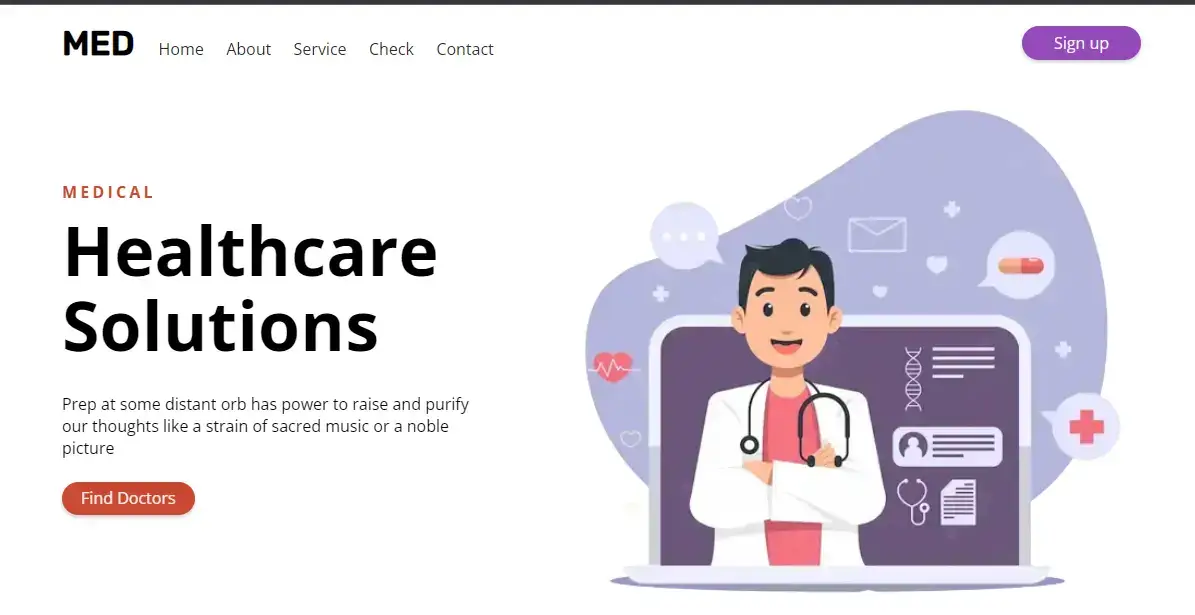 MED Home About Service Check Contact Sign up
MEDICAL
Healthcare
Solutions
Prep at some distant orb has power to raise and purify
our thoughts like a strain of sacred music or a noble
picture
Find Doctors